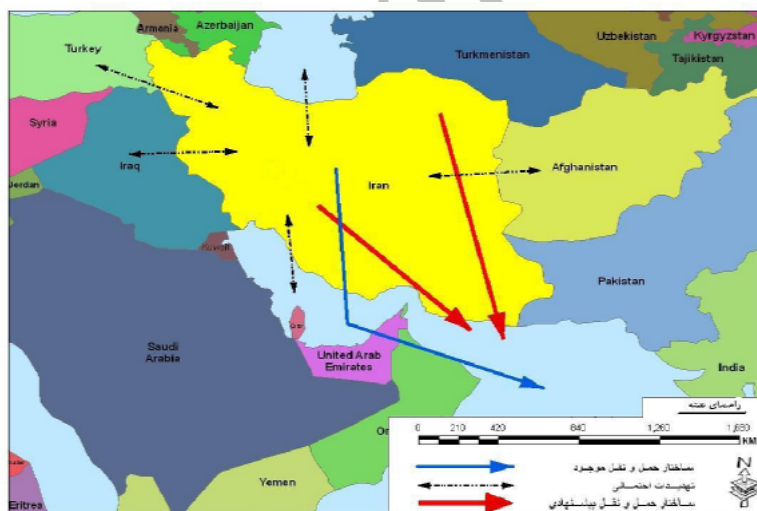 Armenia
Azerbaijan
Uzbekistan
Kyrgyzstan
Turkey
Turkmenistan
Tajikistan
Syria
Iraq
Iran
Afghanistan
Jordan
Kuwait
Pakistan
Saudi
Arabia
United Arab
Emirates
India
Yemen
Eritrea
راهنمای نقشه
0 210 420 840 1,260 1,680
KM
N
ساختار حمل و نقل موجود
تهدیدات احتمالی
ساختار حمل و نقل پیشنهادی